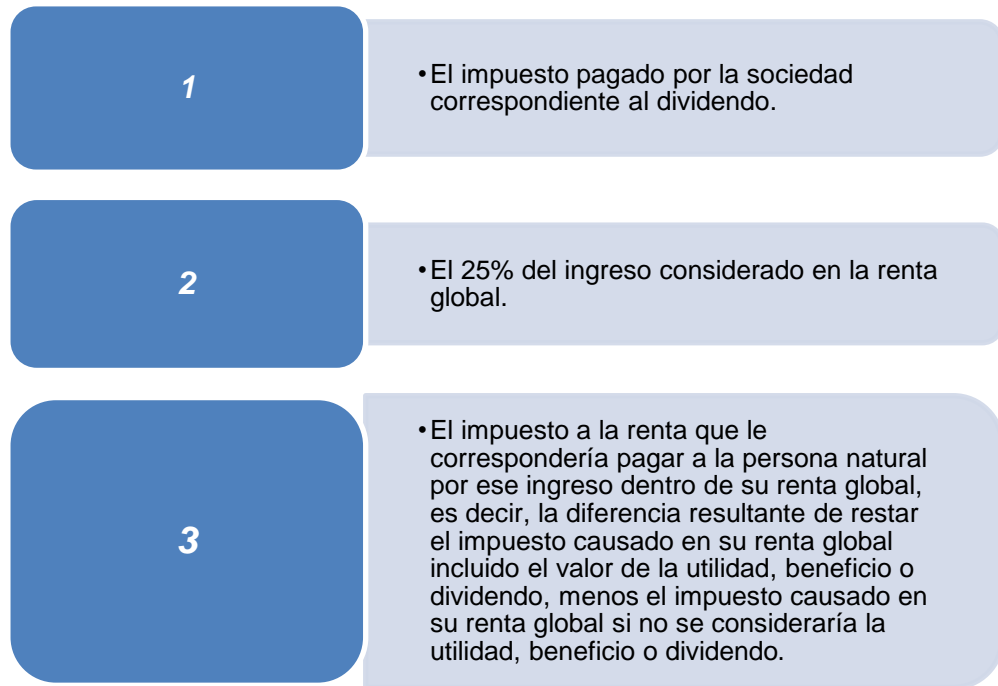 1
•El impuesto pagado por la sociedad
correspondiente al dividendo.
2
•El 25% del ingreso considerado en la renta
global.
3
•El impuesto a la renta que le
correspondería pagar a la persona natural
por ese ingreso dentro de su renta global,
es decir, la diferencia resultante de restar
el impuesto causado en su renta global
incluido el valor de la utilidad, beneficio o
dividendo, menos el impuesto causado en
su renta global si no se consideraría la
utilidad, beneficio o dividendo.